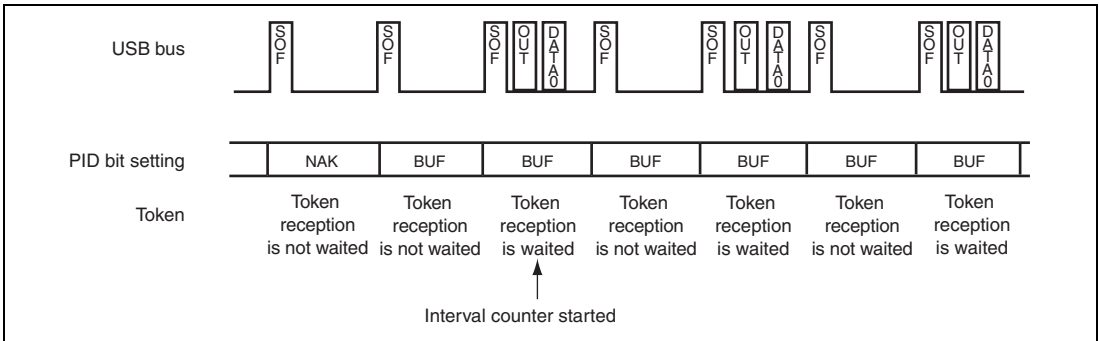 USB bus
SOF
SOF
SOF OUT DATA0
SOF
SOF OUT DATA0
SOF
SOF OUT DATA0
PID bit setting
NAK BUF BUF BUF BUF BUF BUF
Token
Token Token Token Token Token Token Token
reception reception reception reception reception reception reception
is not waited is not waited is waited is not waited is waited is not waited is waited
Interval counter started